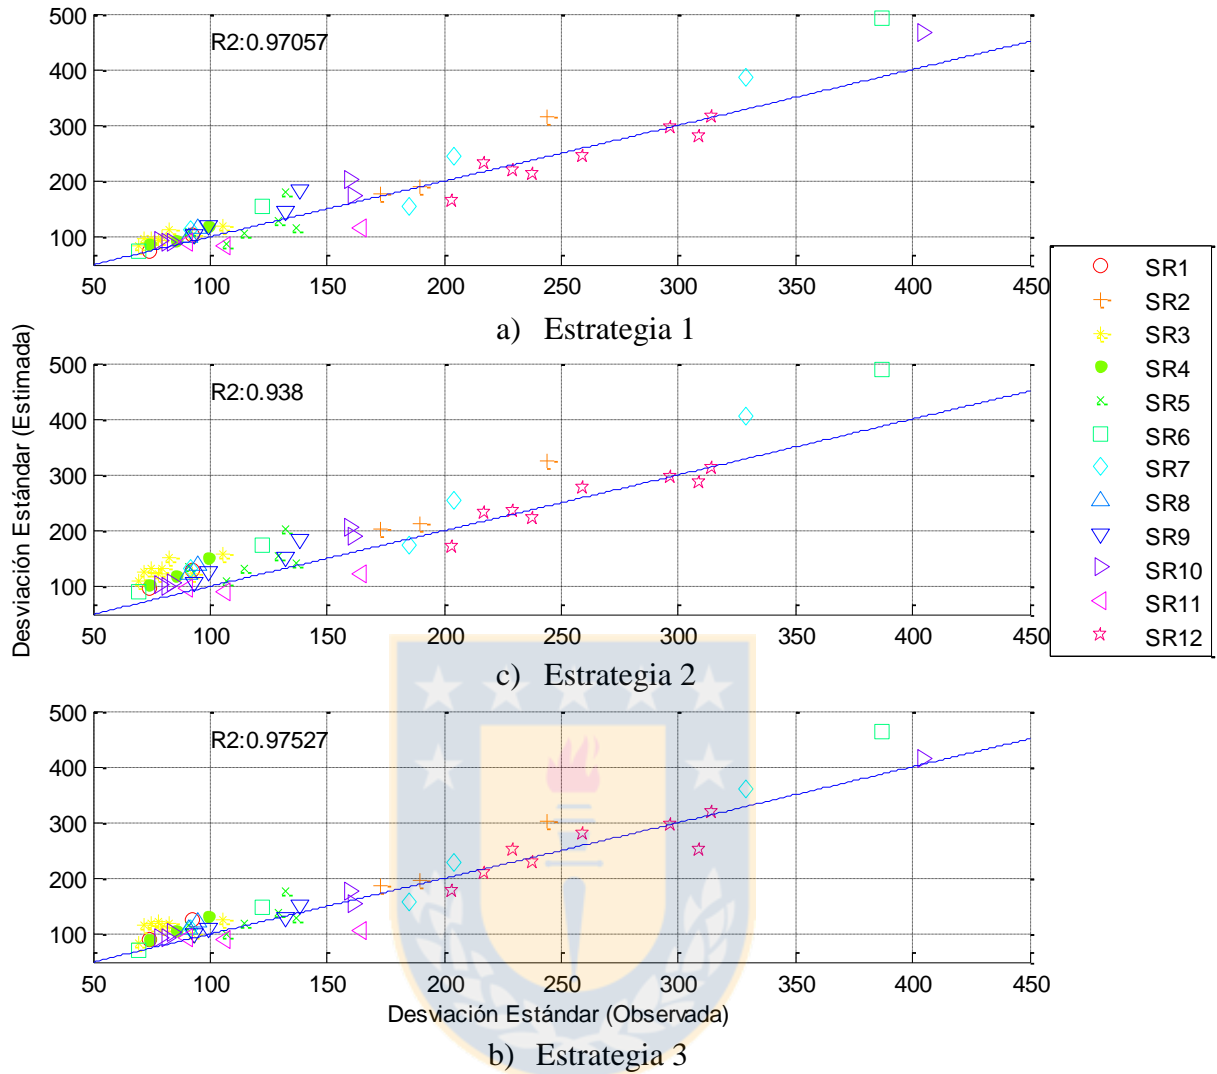 500
400
300
200
100
R2:0.97057
50 100 150 200 250 300 350 400 450
a) Estrategia 1
500
400
300
200
100
R2:0.938
50 100 150 200 250 300 350 400 450
c) Estrategia 2
500
400
300
200
100
R2:0.97527
50 100 150 200 250 300 350 400 450
Desviación Estándar (Observada)
b) Estrategia 3
Desviación Estándar (Estimada)
SR1
SR2
SR3
SR4
SR5
SR6
SR7
SR8
SR9
SR10
SR11
SR12